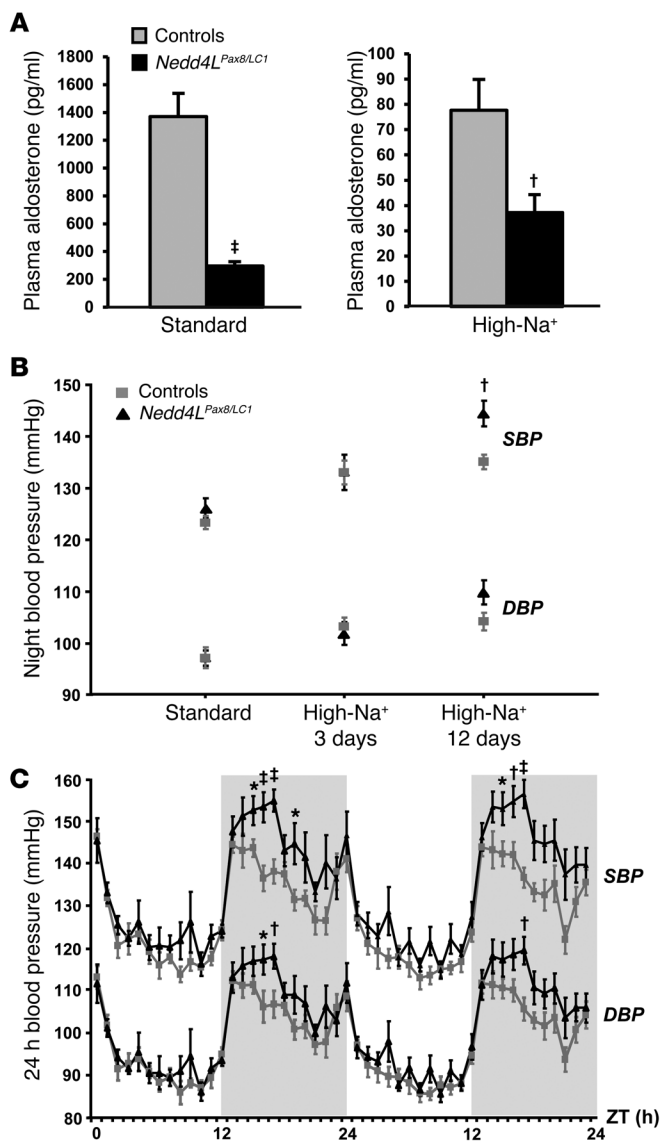 A
Controls
Nedd4L^Pax8/LC1
Plasma aldosterone (pg/ml)
1800
1600
1400
1200
1000
800
600
400
200
0
‡
Standard
Plasma aldosterone (pg/ml)
100
90
80
70
60
50
40
30
20
10
0
†
High-Na⁺
B
Controls
Nedd4L^Pax8/LC1
Night blood pressure (mmHg)
150
140
130
120
110
100
90
†
SBP
DBP
Standard
High-Na⁺
3 days
High-Na⁺
12 days
C
24 h blood pressure (mmHg)
160
150
140
130
120
110
100
90
80
* ‡ ‡
*
* † ‡
SBP
* †
†
DBP
0
12
24
12
24
ZT (h)